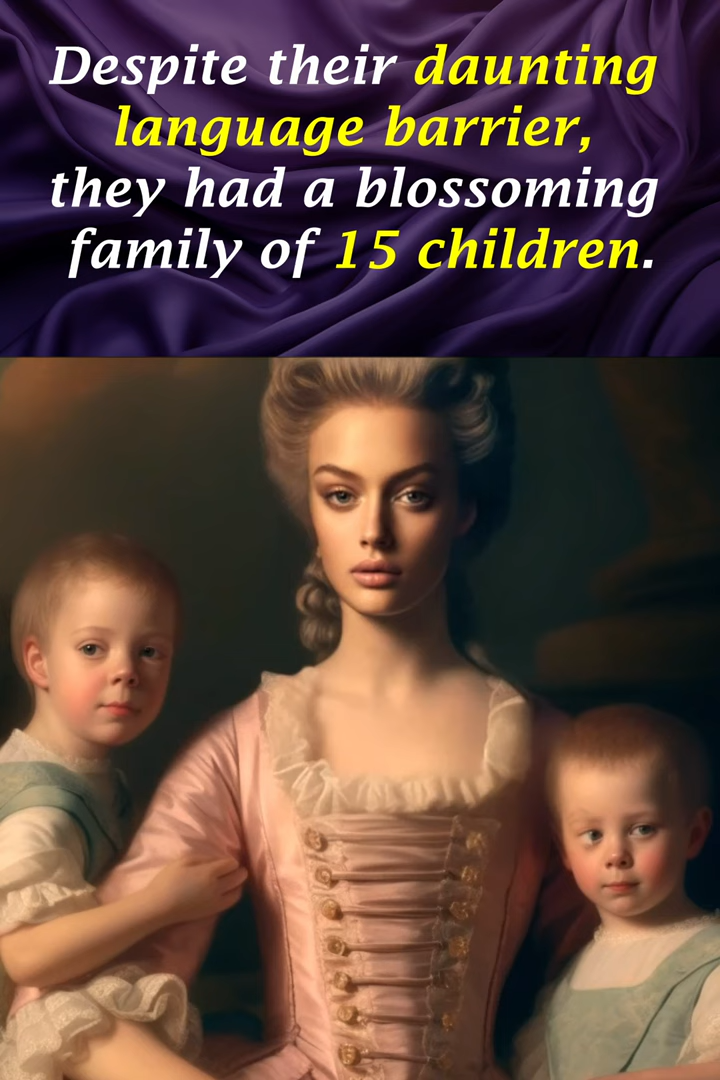 Despite their daunting
language barrier,
they had a blossoming
family of 15 children.